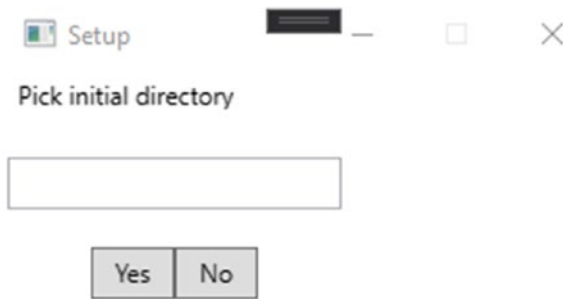 Setup
Pick initial directory
Yes No